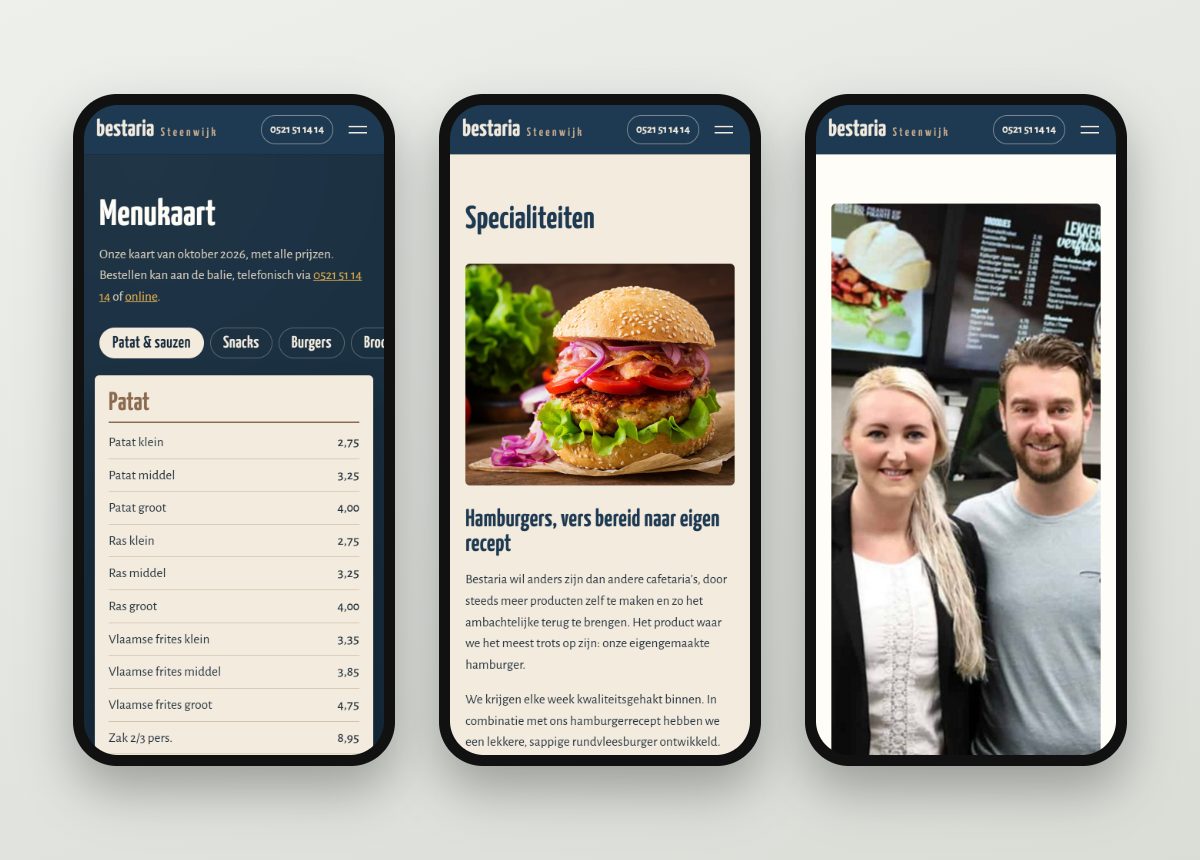 bestaria Steenwijk
0521 51 14 14
Menukaart
Onze kaart van oktober 2026, met alle prijzen.
Bestellen kan aan de balie, telefonisch via 0521 51 14
14 of online.
Patat & sauzen
Snacks
Burgers
Patat
Patat klein 2,75
Patat middel 3,25
Patat groot 4,00
Ras klein 2,75
Ras middel 3,25
Ras groot 4,00
Vlaamse frites klein 3,35
Vlaamse frites middel 3,85
Vlaamse frites groot 4,75
Zak 2/3 pers. 8,95
bestaria Steenwijk
0521 51 14 14
Specialiteiten
Hamburgers, vers bereid naar eigen
recept
Bestaria wil anders zijn dan andere cafetaria's, door
steeds meer producten zelf te maken en zo het
ambachtelijke terug te brengen. Het product waar
we het meest trots op zijn: onze eigengemaakte
hamburger.
We krijgen elke week kwaliteitsgehakt binnen. In
combinatie met ons hamburgerrecept hebben we
een lekkere, sappige rundvleesburger ontwikkeld.
bestaria Steenwijk
0521 51 14 14
BROODJES
LEKKER